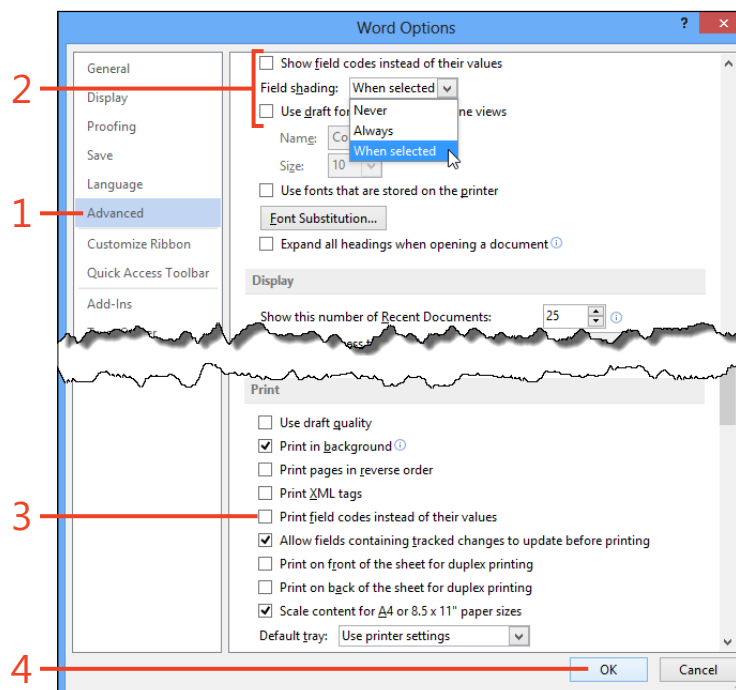 Word Options
?
×
General
Display
Proofing
Save
Language
Advanced
Customize Ribbon
Quick Access Toolbar
Add-Ins
Show field codes instead of their values
Field shading: When selected
Never
Always
When selected
Use draft
ne views
Name:
Size: 10
Use fonts that are stored on the printer
Font Substitution...
Expand all headings when opening a document
Display
Show this number of Recent Documents: 25
Print
Use draft quality
Print in background
Print pages in reverse order
Print XML tags
Print field codes instead of their values
Allow fields containing tracked changes to update before printing
Print on front of the sheet for duplex printing
Print on back of the sheet for duplex printing
Scale content for A4 or 8.5 x 11" paper sizes
Default tray: Use printer settings
OK
Cancel
1
2
3
4